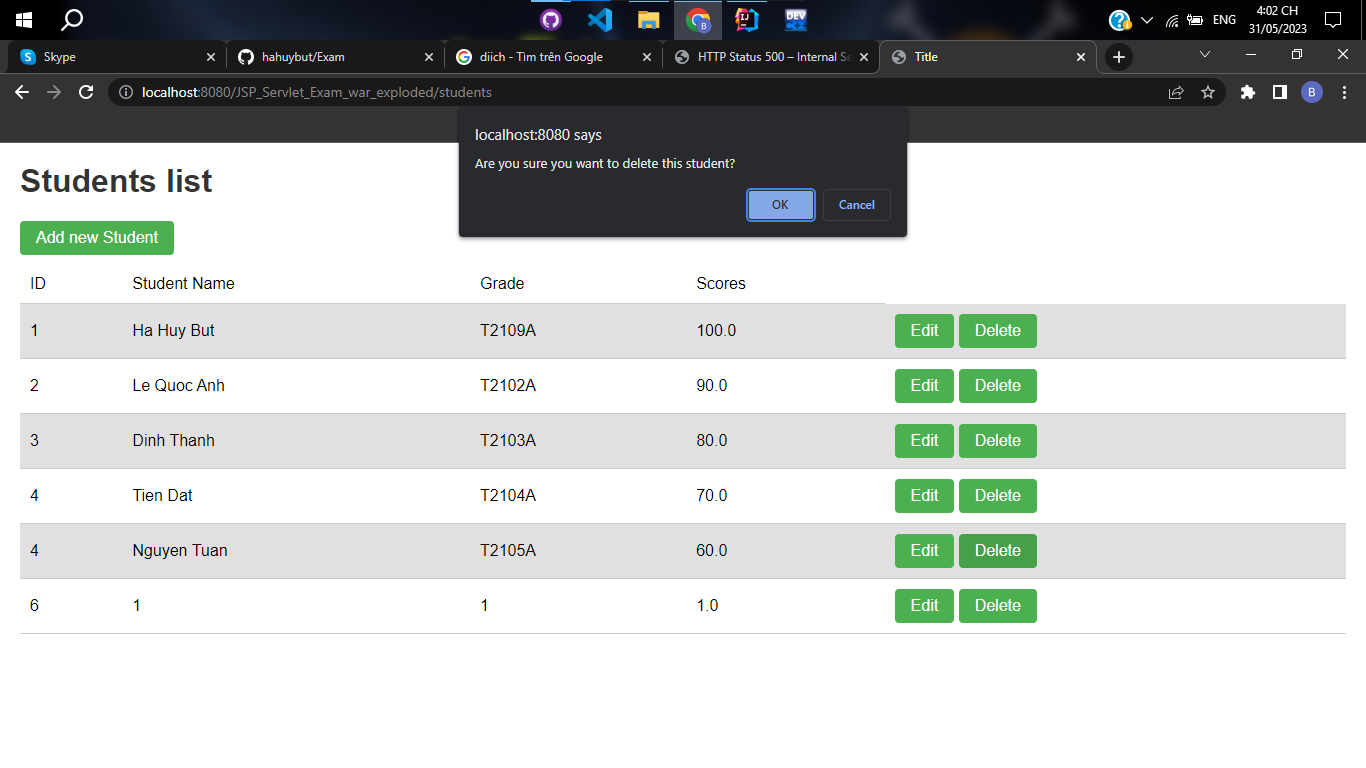 ENG
4:02 CH
31/05/2023
Skype
hahuybut/Exam
diich - Tìm trên Google
HTTP Status 500 – Internal Se
Title
localhost:8080/JSP_Servlet_Exam_war_exploded/students
B
localhost:8080 says
Are you sure you want to delete this student?
OK Cancel
Students list
Add new Student
ID Student Name Grade Scores
1 Ha Huy But T2109A 100.0 Edit Delete
2 Le Quoc Anh T2102A 90.0 Edit Delete
3 Dinh Thanh T2103A 80.0 Edit Delete
4 Tien Dat T2104A 70.0 Edit Delete
4 Nguyen Tuan T2105A 60.0 Edit Delete
6 1 1 1.0 Edit Delete